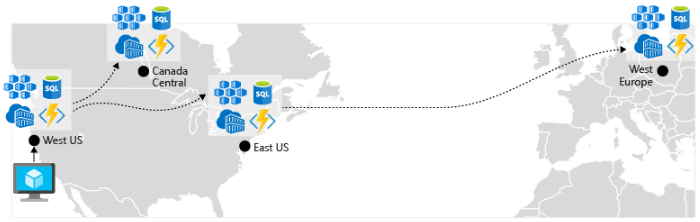 SQL
SQL
Canada
Central
West
Europe
SQL
SQL
West US
East US